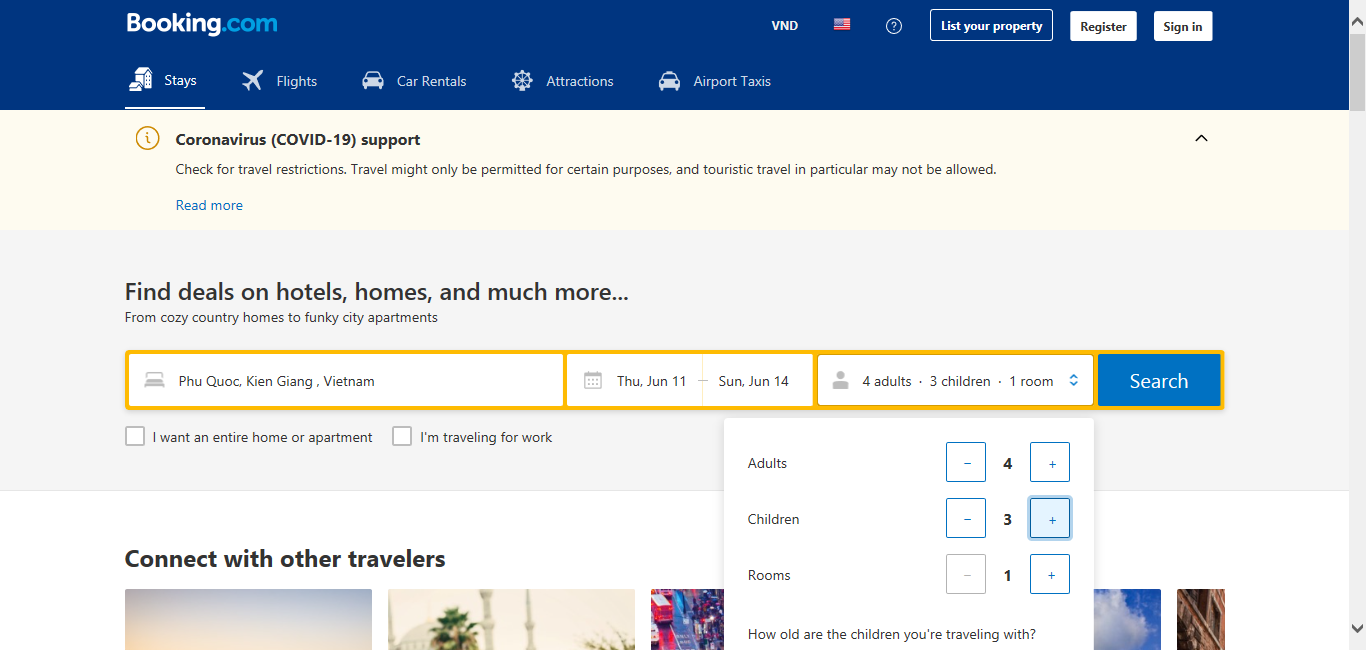 Booking.com
VND
List your property
Register
Sign in
Stays
Flights
Car Rentals
Attractions
Airport Taxis
Coronavirus (COVID-19) support
Check for travel restrictions. Travel might only be permitted for certain purposes, and touristic travel in particular may not be allowed.
Read more
Find deals on hotels, homes, and much more...
From cozy country homes to funky city apartments
Phu Quoc, Kien Giang , Vietnam
Thu, Jun 11 — Sun, Jun 14
4 adults · 3 children · 1 room
Search
I want an entire home or apartment
I'm traveling for work
Adults − 4 +
Children − 3 +
Rooms − 1 +
How old are the children you're traveling with?
Connect with other travelers